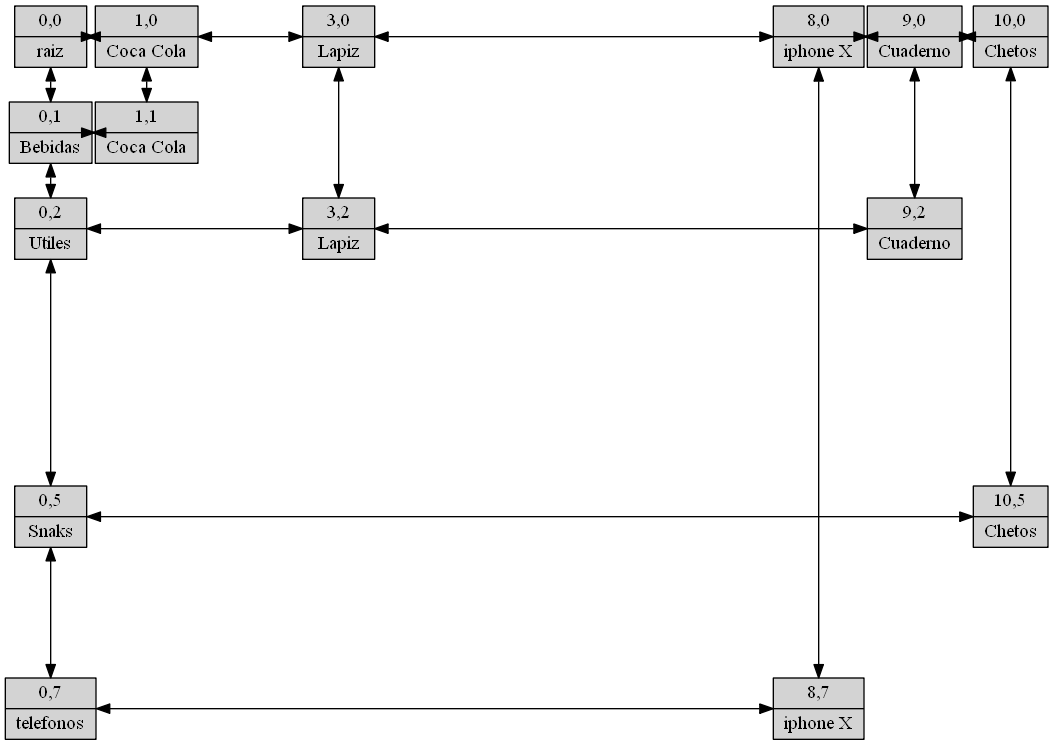 0,0
raiz
1,0
Coca Cola
3,0
Lapiz
8,0
iphone X
9,0
Cuaderno
10,0
Chetos
0,1
Bebidas
1,1
Coca Cola
0,2
Utiles
3,2
Lapiz
9,2
Cuaderno
0,5
Snaks
10,5
Chetos
0,7
telefonos
8,7
iphone X